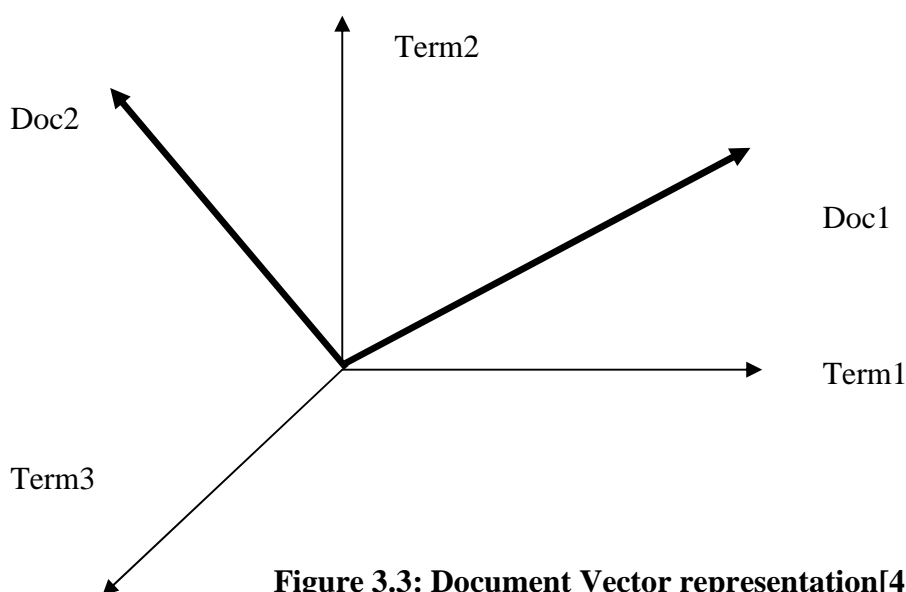 Term2
Doc2
Doc1
Term1
Term3
Figure 3.3: Document Vector representation[4